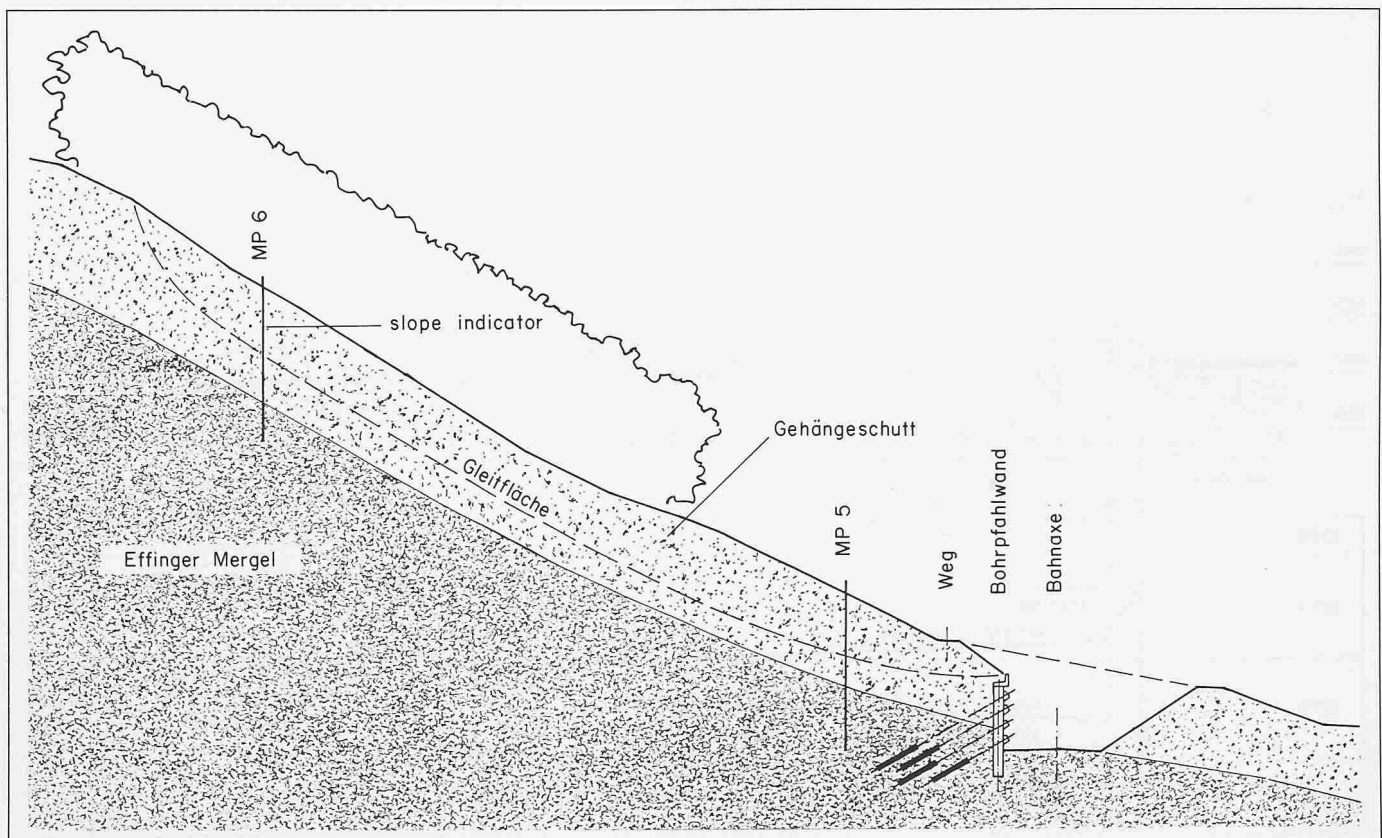 MP 6
slope indicator
Gehängeschutt
Gleitfläche
Effinger Mergel
MP 5
Weg
Bohrpfahlwand
Bahnaxe